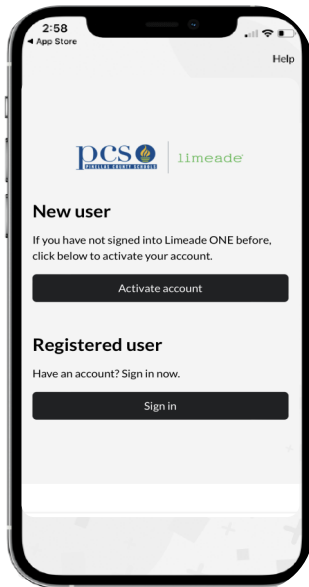 2:58
◀ App Store
Help
pcs
PINELLAS COUNTY SCHOOLS
limeade
New user
If you have not signed into Limeade ONE before,
click below to activate your account.
Activate account
Registered user
Have an account? Sign in now.
Sign in